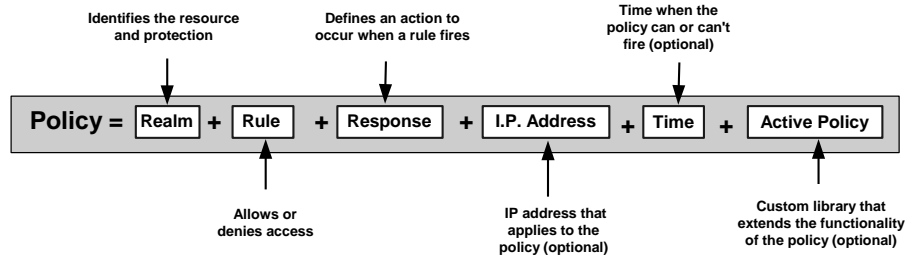 Identifies the resource
and protection
Defines an action to
occur when a rule fires
Time when the
policy can or can't
fire (optional)
Policy = Realm + Rule + Response + I.P. Address + Time + Active Policy
Allows or
denies access
IP address that
applies to the
policy (optional)
Custom library that
extends the functionality
of the policy (optional)